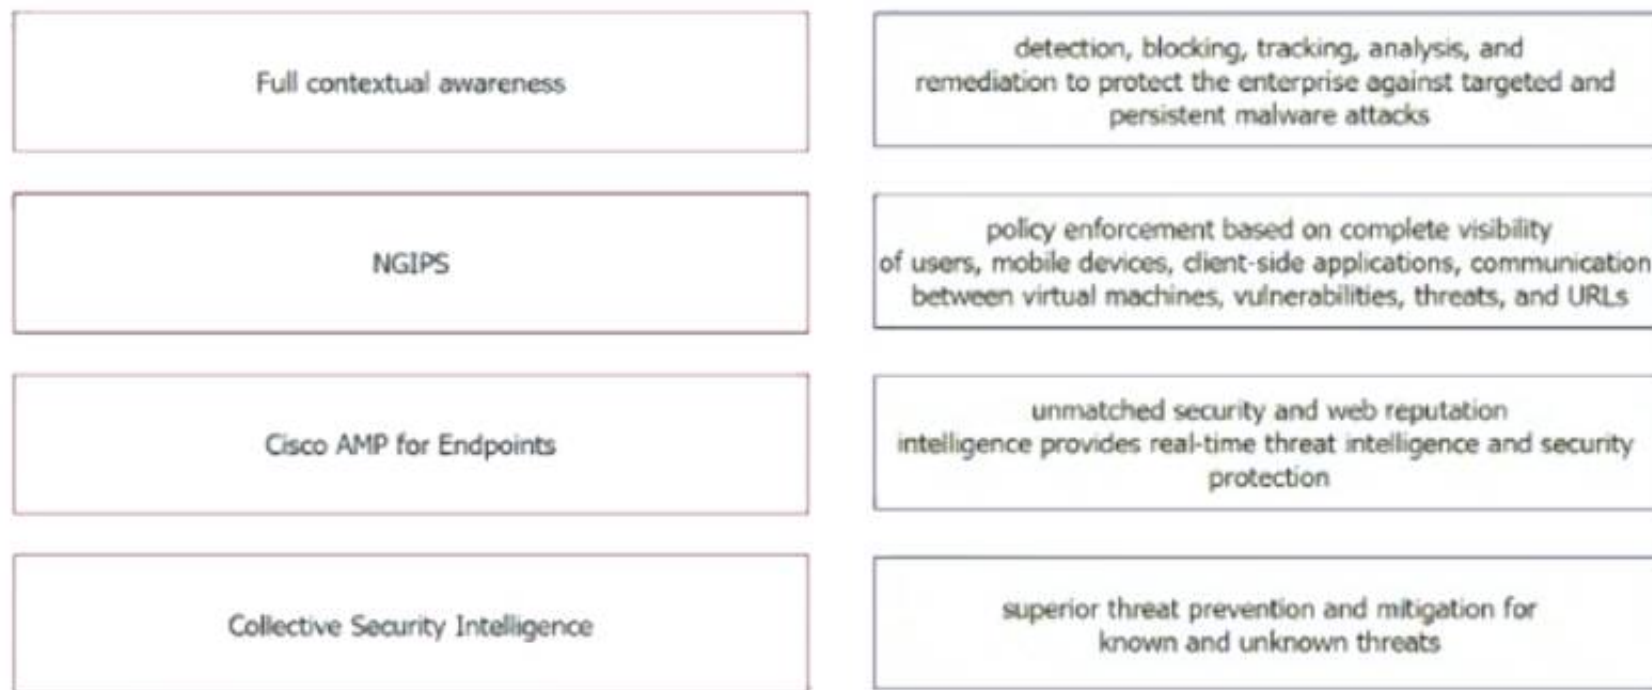 Full contextual awareness
detection, blocking, tracking, analysis, and
remediation to protect the enterprise against targeted and
persistent malware attacks
NGIPS
policy enforcement based on complete visibility
of users, mobile devices, client-side applications, communication
between virtual machines, vulnerabilities, threats, and URLs
Cisco AMP for Endpoints
unmatched security and web reputation
intelligence provides real-time threat intelligence and security
protection
Collective Security Intelligence
superior threat prevention and mitigation for
known and unknown threats